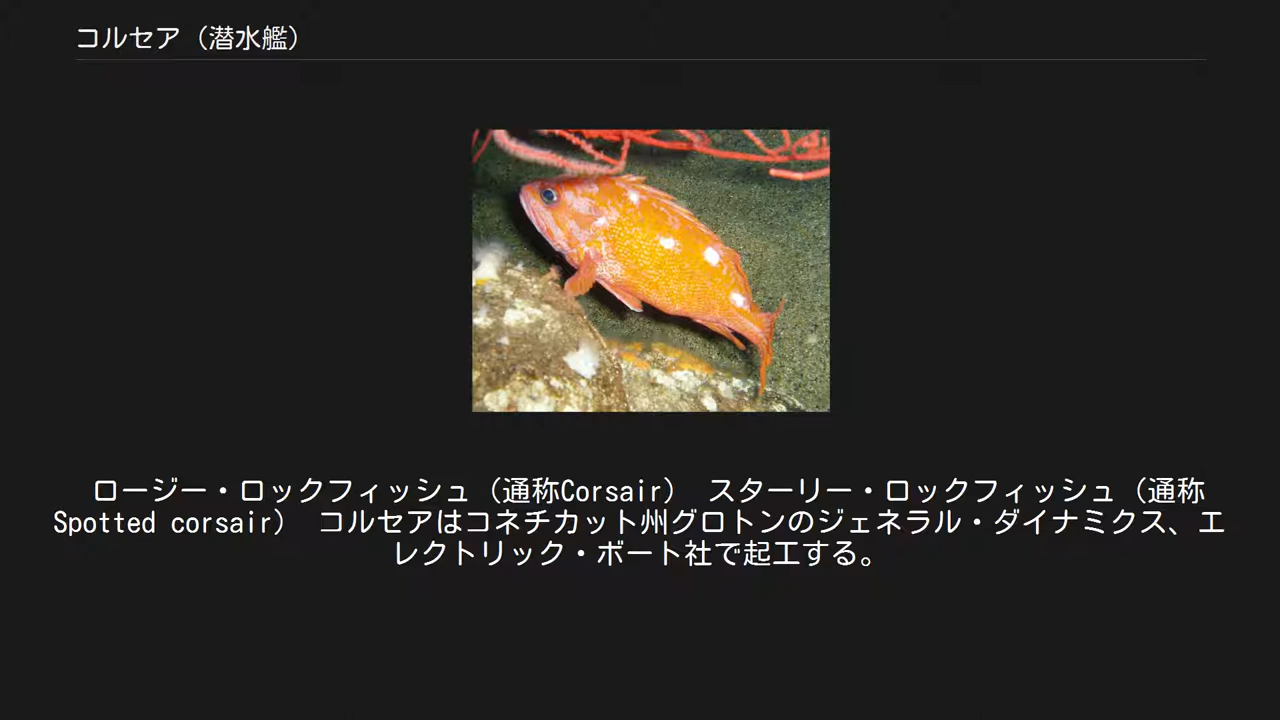 コルセア（潜水艦）
ロージー・ロックフィッシュ（通称Corsair） スターリー・ロックフィッシュ（通称
Spotted corsair） コルセアはコネチカット州グロトンのジェネラル・ダイナミクス、エ
レクトリック・ボート社で起工する。